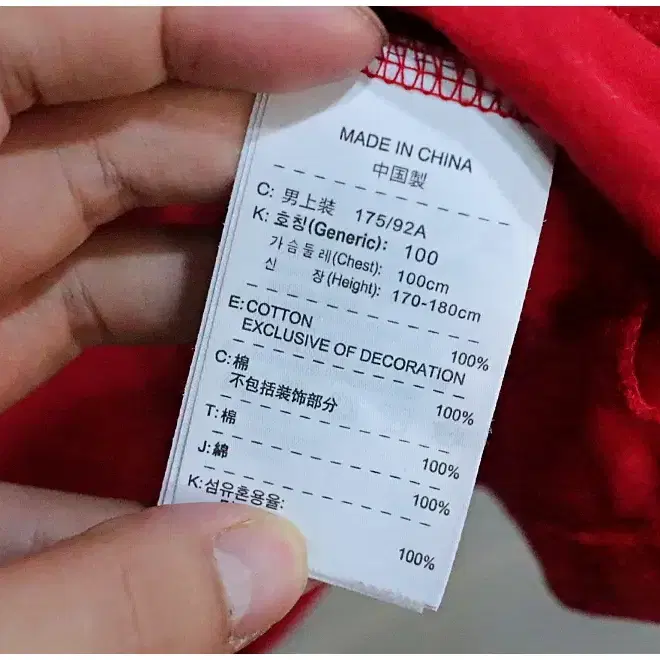 MADE IN CHINA
中国製
C: 男上装 175/92A
K: 호칭(Generic): 100
가슴둘레(Chest): 100cm
신 장(Height): 170-180cm
E: COTTON 100%
EXCLUSIVE OF DECORATION
C: 棉 100%
不包括装饰部分
T: 棉 100%
J: 綿 100%
K: 섬유혼용율:
100%